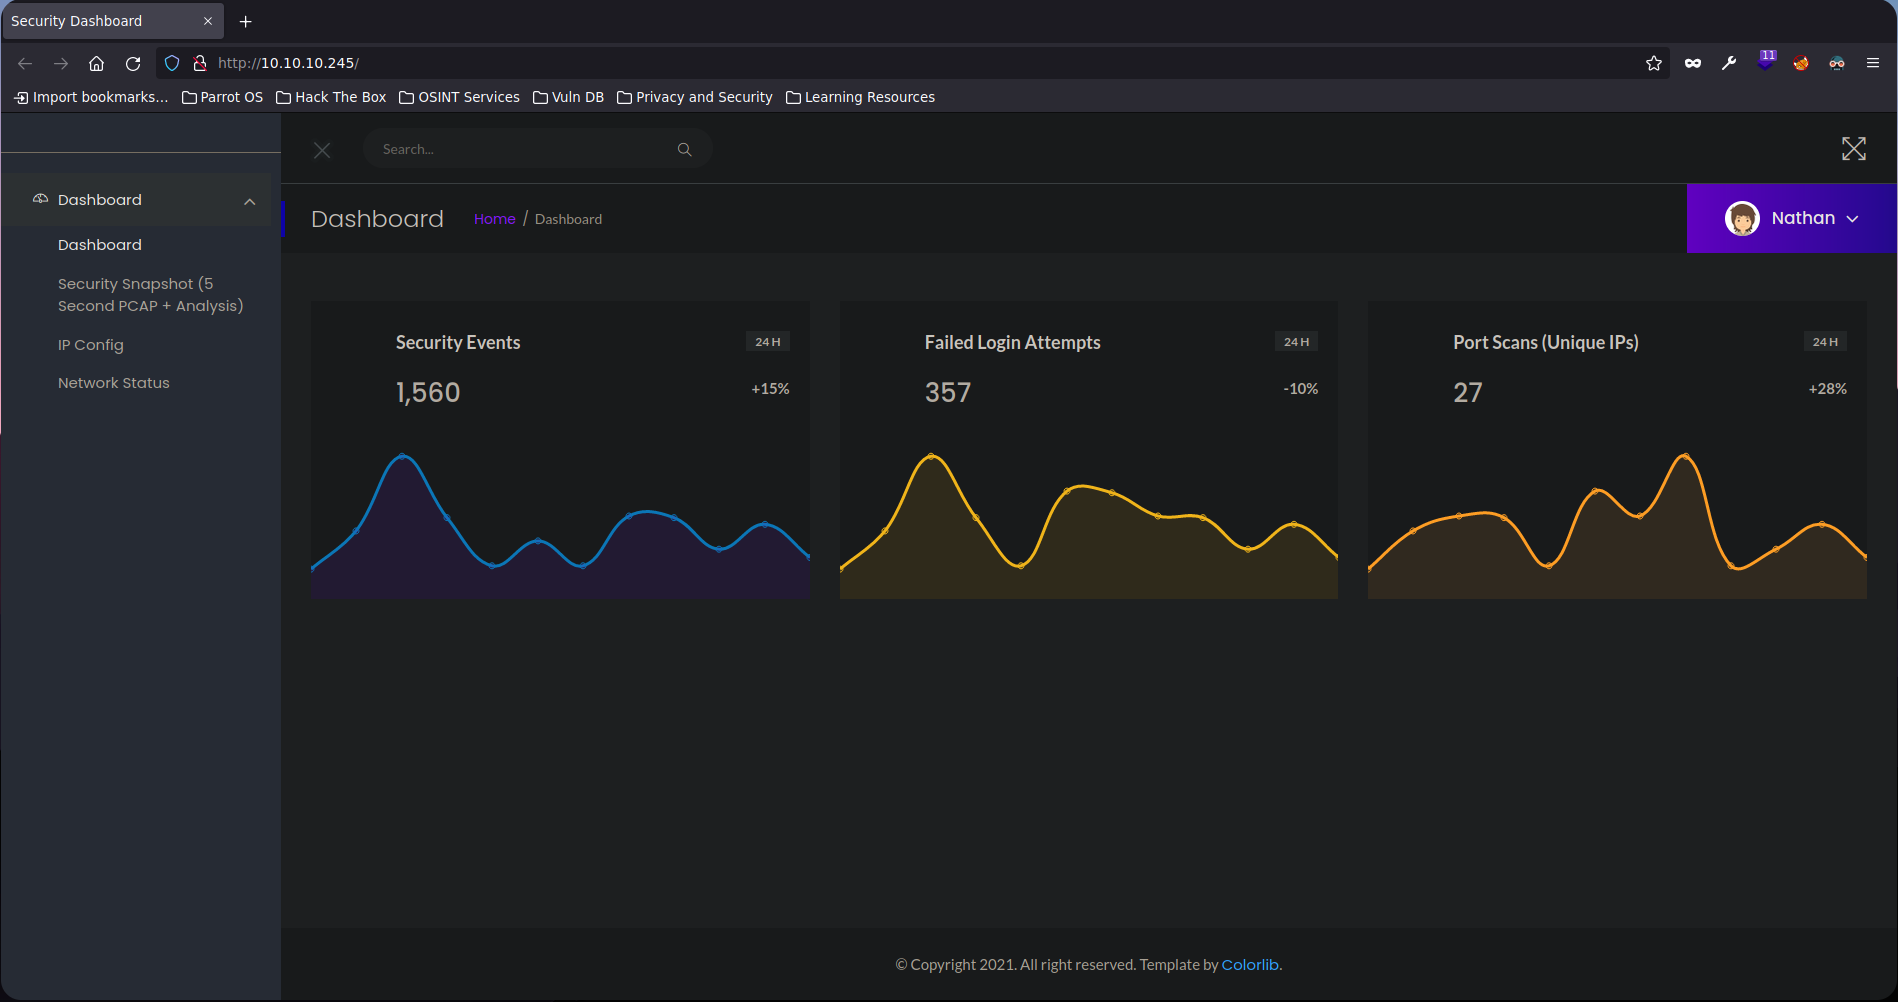 Security Dashboard
http://10.10.10.245/
11
Import bookmarks... Parrot OS Hack The Box OSINT Services Vuln DB Privacy and Security Learning Resources
Search...
Dashboard
Dashboard
Security Snapshot (5
Second PCAP + Analysis)
IP Config
Network Status
Dashboard Home / Dashboard
Nathan
Security Events 24 H
1,560 +15%
Failed Login Attempts 24 H
357 -10%
Port Scans (Unique IPs) 24 H
27 +28%
© Copyright 2021. All right reserved. Template by Colorlib.